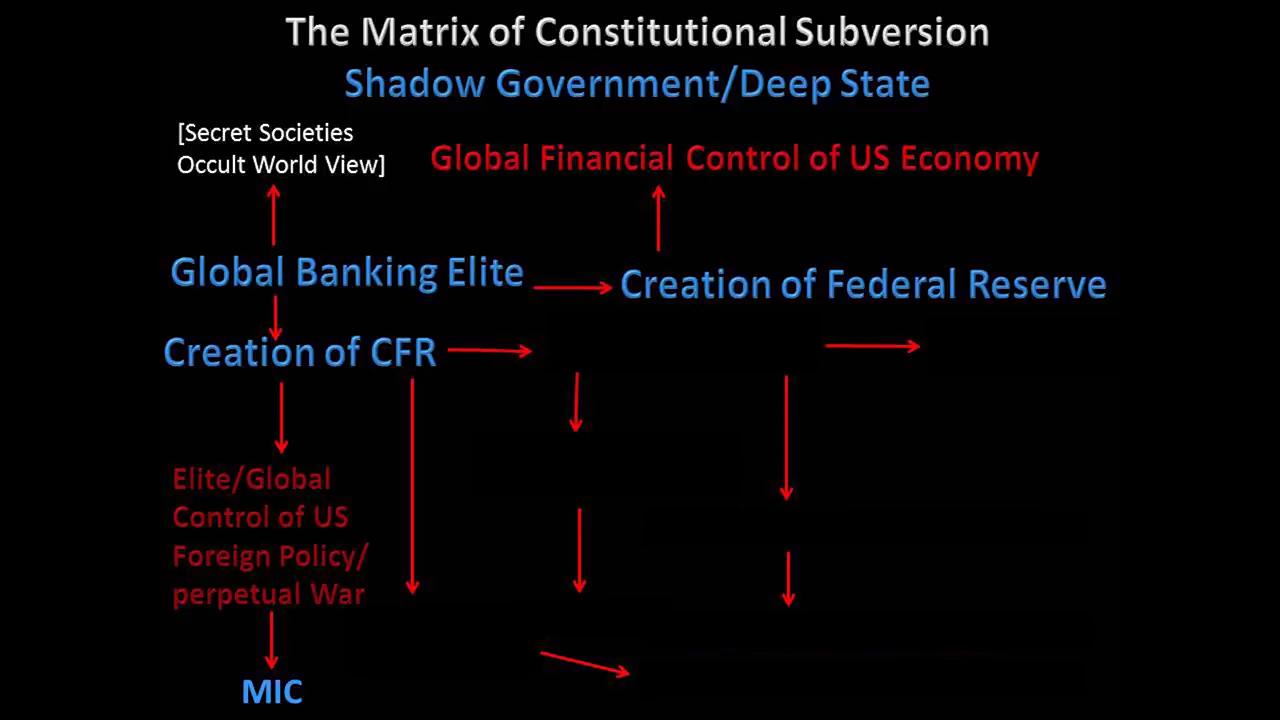 The Matrix of Constitutional Subversion
Shadow Government/Deep State
[Secret Societies
Occult World View]
Global Financial Control of US Economy
Global Banking Elite
Creation of Federal Reserve
Creation of CFR
Elite/Global
Control of US
Foreign Policy/
perpetual War
MIC